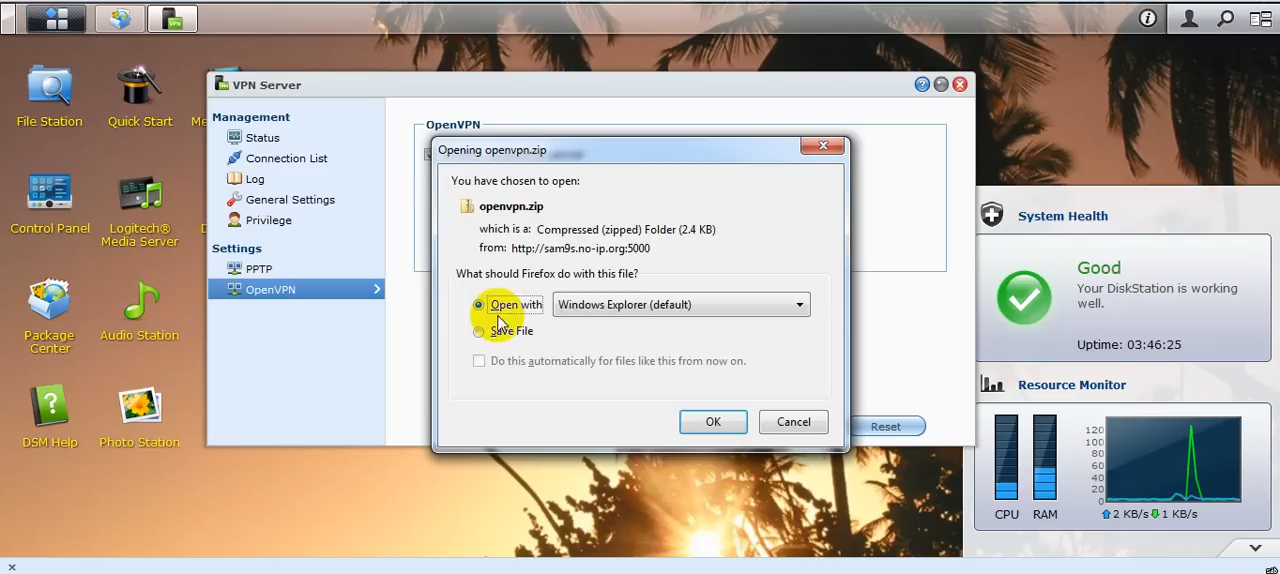 VPN
i
File Station
Quick Start
Me
Control Panel
Logitech®
Media Server
D
Package
Center
Audio Station
DSM Help
Photo Station
VPN Server
Management
Status
Connection List
Log
General Settings
Privilege
Settings
PPTP
OpenVPN
OpenVPN
Reset
Opening openvpn.zip
You have chosen to open:
openvpn.zip
which is a: Compressed (zipped) Folder (2.4 KB)
from: http://sam9s.no-ip.org:5000
What should Firefox do with this file?
Open with
Windows Explorer (default)
Save File
Do this automatically for files like this from now on.
OK
Cancel
System Health
Good
Your DiskStation is working
well.
Uptime: 03:46:25
Resource Monitor
120
100
80
60
40
20
0
CPU
RAM
2 KB/s
1 KB/s